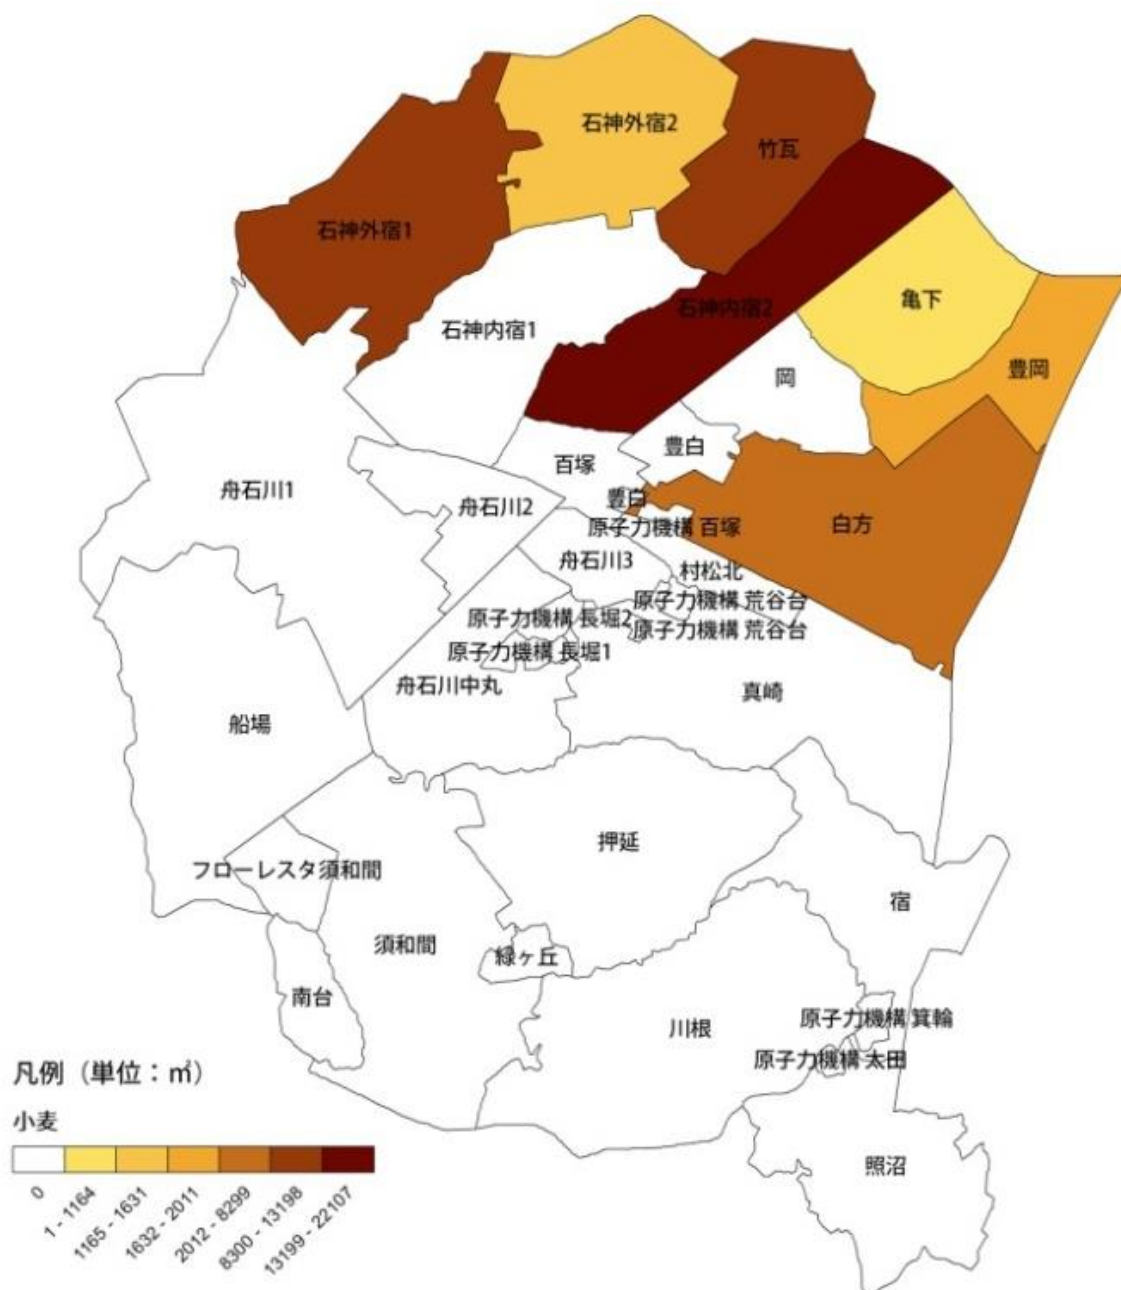 石神外宿2
竹瓦
石神外宿1
亀下
石神内宿2
石神内宿1
豊岡
岡
豊白
百塚
舟石川1
豊白
舟石川2
原子力機構 百塚
白方
舟石川3
村松北
原子力機構 荒谷台
原子力機構 長堀2
原子力機構 荒谷台
原子力機構 長堀1
舟石川中丸
真崎
船場
押延
フローレスタ須和間
宿
須和間
緑ヶ丘
南台
原子力機構 箕輪
川根
原子力機構 太田
照沼
凡例（単位：㎡）
小麦
0
1 - 1164
1165 - 1631
1632 - 2011
2012 - 8299
8300 - 13198
13199 - 22107